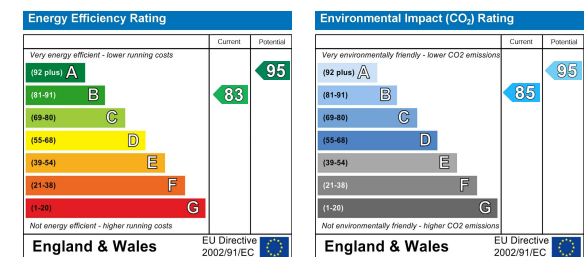 Energy Efficiency Rating
Current Potential
Very energy efficient - lower running costs
(92 plus) A
95
(81-91) B
83
(69-80) C
(55-68) D
(39-54) E
(21-38) F
(1-20) G
Not energy efficient - higher running costs
England & Wales
EU Directive
2002/91/EC
Environmental Impact (CO₂) Rating
Current Potential
Very environmentally friendly - lower CO2 emissions
(92 plus) A
95
(81-91) B
85
(69-80) C
(55-68) D
(39-54) E
(21-38) F
(1-20) G
Not environmentally friendly - higher CO2 emissions
England & Wales
EU Directive
2002/91/EC